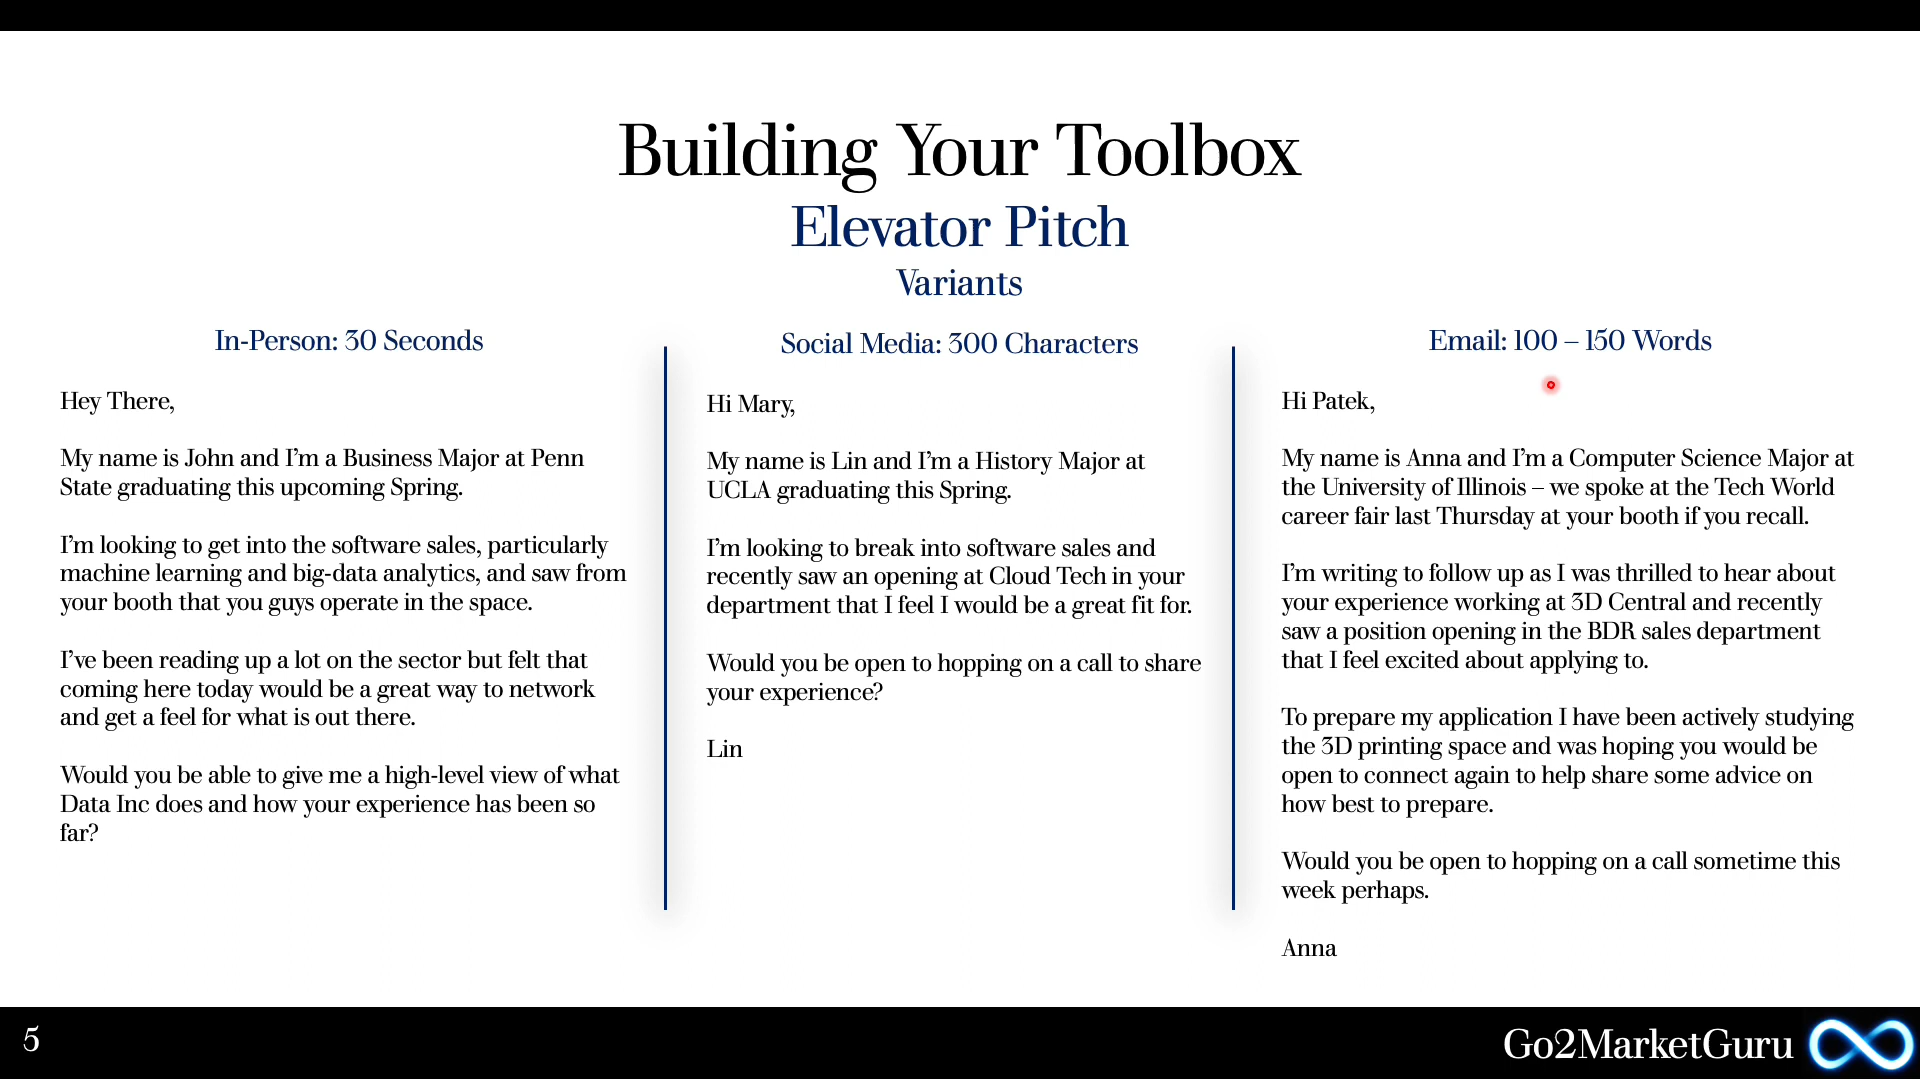 Building Your Toolbox
Elevator Pitch
Variants
In-Person: 30 Seconds
Hey There,
My name is John and I’m a Business Major at Penn
State graduating this upcoming Spring.
I’m looking to get into the software sales, particularly
machine learning and big-data analytics, and saw from
your booth that you guys operate in the space.
I’ve been reading up a lot on the sector but felt that
coming here today would be a great way to network
and get a feel for what is out there.
Would you be able to give me a high-level view of what
Data Inc does and how your experience has been so
far?
Social Media: 300 Characters
Hi Mary,
My name is Lin and I’m a History Major at
UCLA graduating this Spring.
I’m looking to break into software sales and
recently saw an opening at Cloud Tech in your
department that I feel I would be a great fit for.
Would you be open to hopping on a call to share
your experience?
Lin
Email: 100 – 150 Words
Hi Patek,
My name is Anna and I’m a Computer Science Major at
the University of Illinois – we spoke at the Tech World
career fair last Thursday at your booth if you recall.
I’m writing to follow up as I was thrilled to hear about
your experience working at 3D Central and recently
saw a position opening in the BDR sales department
that I feel excited about applying to.
To prepare my application I have been actively studying
the 3D printing space and was hoping you would be
open to connect again to help share some advice on
how best to prepare.
Would you be open to hopping on a call sometime this
week perhaps.
Anna
5
Go2MarketGuru